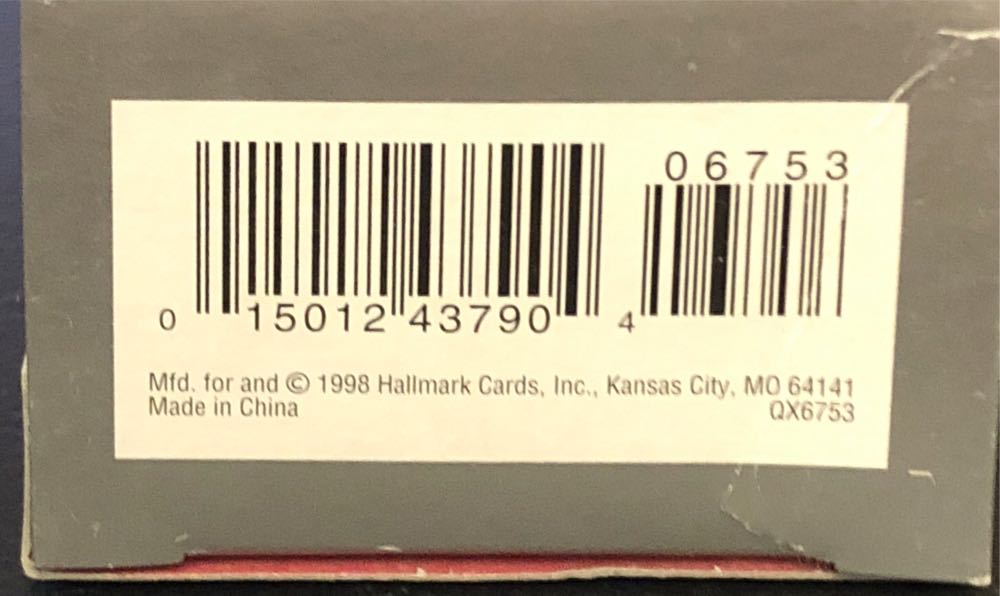 06753
0 15012 43790 4
Mfd. for and © 1998 Hallmark Cards, Inc., Kansas City, MO 64141
Made in China QX6753